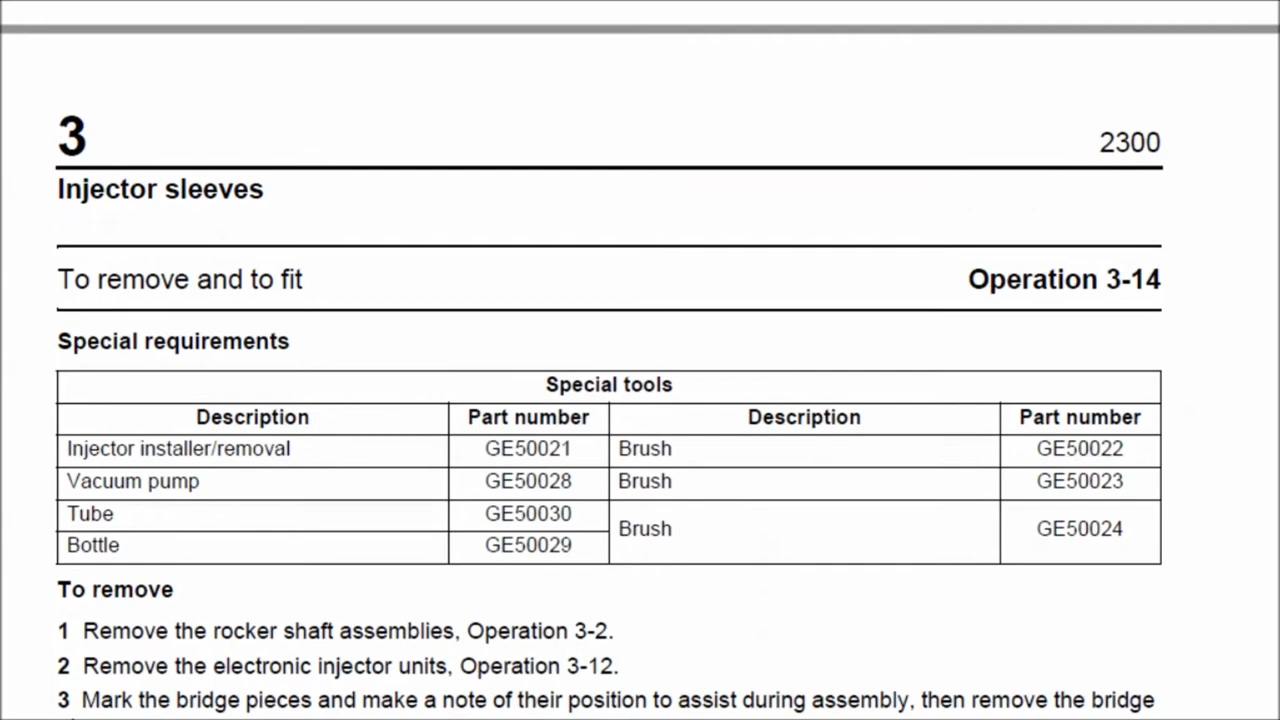 3 2300
Injector sleeves
To remove and to fit Operation 3-14
Special requirements
Special tools
Description Part number Description Part number
Injector installer/removal GE50021 Brush GE50022
Vacuum pump GE50028 Brush GE50023
Tube GE50030 Brush GE50024
Bottle GE50029
To remove
1 Remove the rocker shaft assemblies, Operation 3-2.
2 Remove the electronic injector units, Operation 3-12.
3 Mark the bridge pieces and make a note of their position to assist during assembly, then remove the bridge